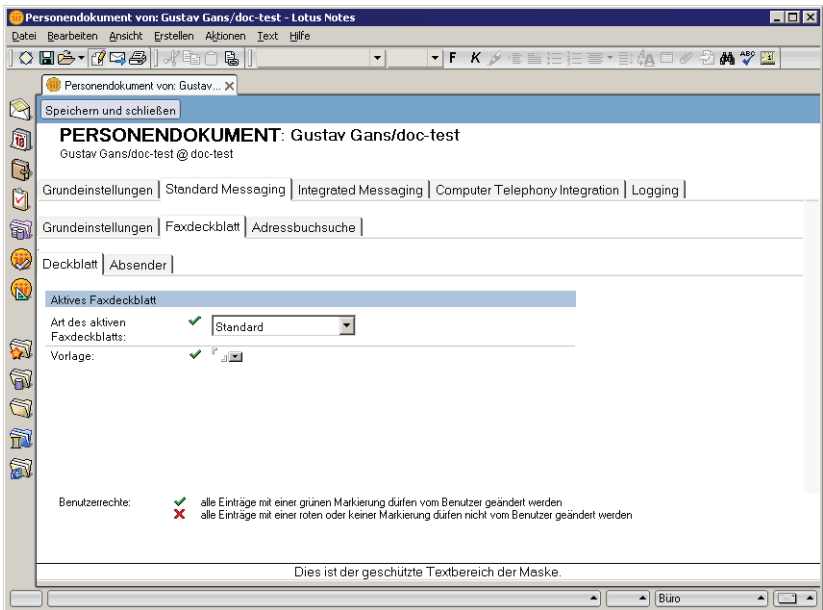 Personendokument von: Gustav Gans/doc-test - Lotus Notes
Datei Bearbeiten Ansicht Erstellen Aktionen Text Hilfe
F K
Personendokument von: Gustav... X
Speichern und schließen
18
PERSONENDOKUMENT: Gustav Gans/doc-test
Gustav Gans/doc-test @ doc-test
Grundeinstellungen Standard Messaging Integrated Messaging Computer Telephony Integration Logging
Grundeinstellungen Faxdeckblatt Adressbuchsuche
Deckblatt Absender
Aktives Faxdeckblatt
Art des aktiven Standard
Faxdeckblatts:
Vorlage:
Benutzerrechte: alle Einträge mit einer grünen Markierung dürfen vom Benutzer geändert werden
alle Einträge mit einer roten oder keiner Markierung dürfen nicht vom Benutzer geändert werden
Dies ist der geschützte Textbereich der Maske.
Büro